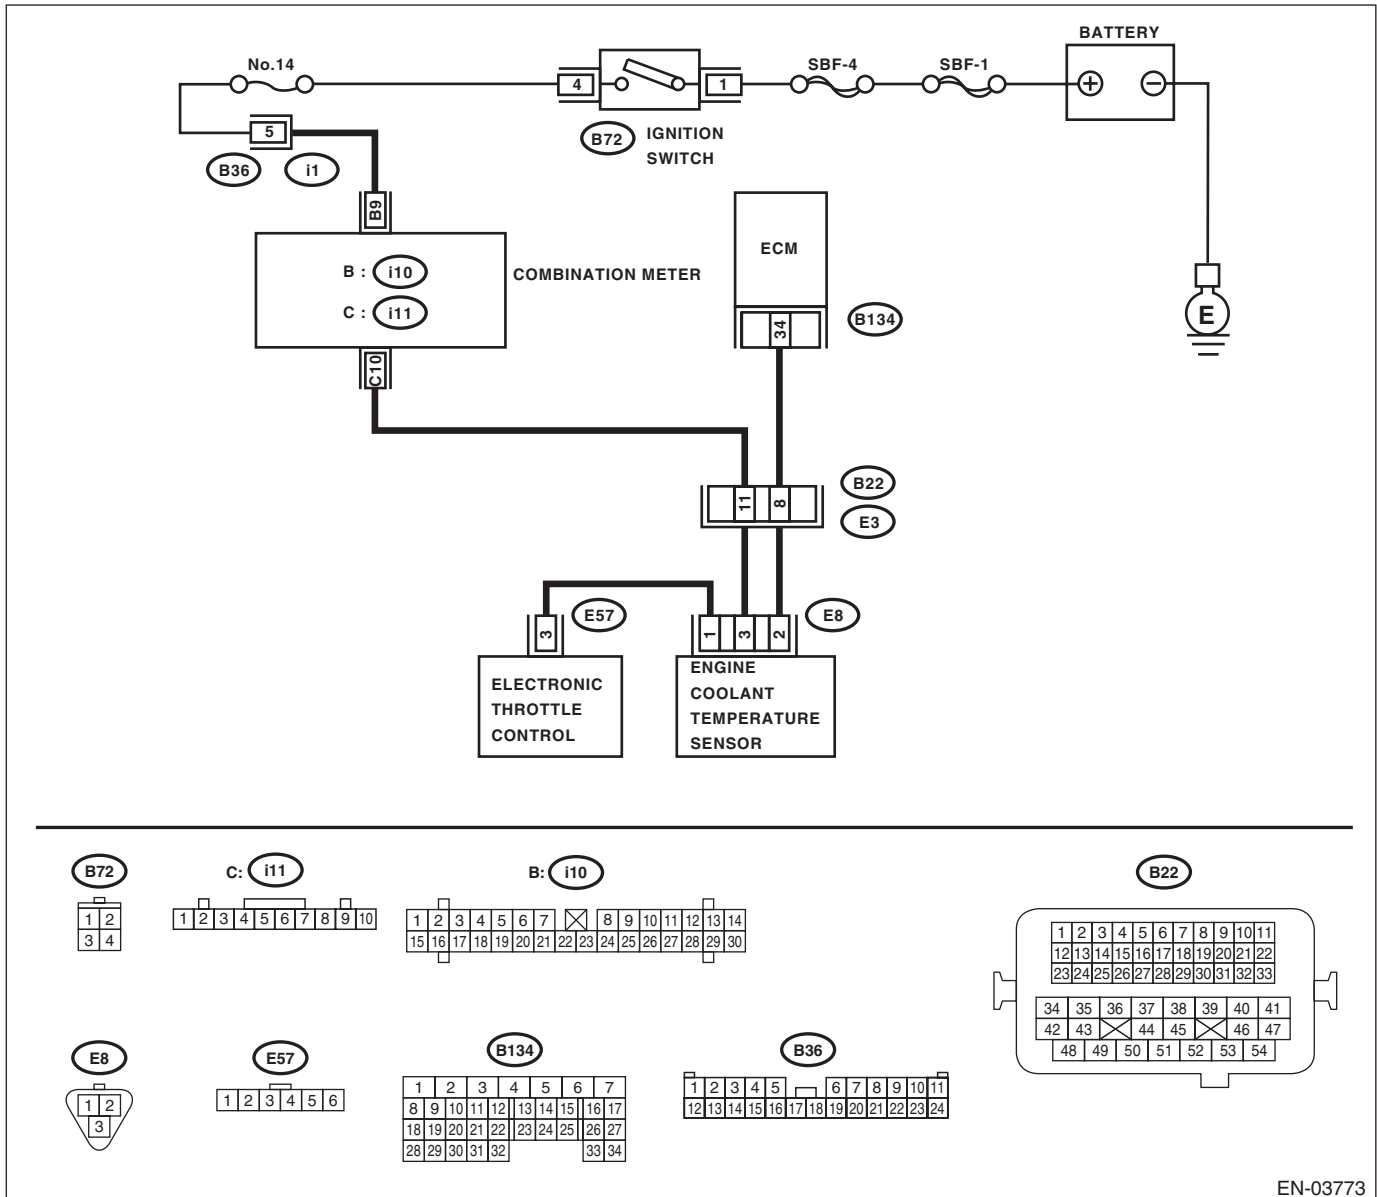 BATTERY
No.14
SBF-4
SBF-1
4
1
5
B72
IGNITION
SWITCH
B36
i1
B9
ECM
B : i10
COMBINATION METER
C : i11
34
B134
E
C10
B22
11
8
E3
E57
E8
3
1
3
2
ELECTRONIC
THROTTLE
CONTROL
ENGINE
COOLANT
TEMPERATURE
SENSOR
B72
1 2
3 4
C: i11
1 2 3 4 5 6 7 8 9 10
B: i10
1 2 3 4 5 6 7 8 9 10 11 12 13 14
15 16 17 18 19 20 21 22 23 24 25 26 27 28 29 30
B22
1 2 3 4 5 6 7 8 9 10 11
12 13 14 15 16 17 18 19 20 21 22
23 24 25 26 27 28 29 30 31 32 33
34 35 36 37 38 39 40 41
42 43 44 45 46 47
48 49 50 51 52 53 54
E8
1 2
3
E57
1 2 3 4 5 6
B134
1 2 3 4 5 6 7
8 9 10 11 12 13 14 15 16 17
18 19 20 21 22 23 24 25 26 27
28 29 30 31 32 33 34
B36
1 2 3 4 5 6 7 8 9 10 11
12 13 14 15 16 17 18 19 20 21 22 23 24
EN-03773